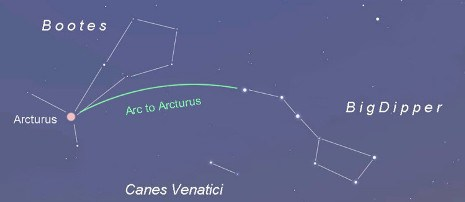 Bootes
Arc to Arcturus
BigDipper
Arcturus
Canes Venatici